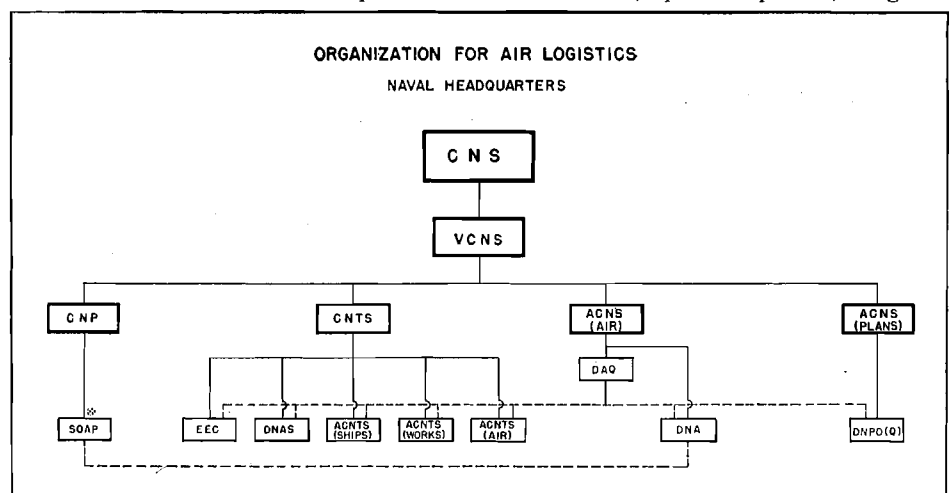 ORGANIZATION FOR AIR LOGISTICS
NAVAL HEADQUARTERS
CNS
VCNS
CNP
CNTS
ACNS
(AIR)
ACNS
(PLANS)
DAQ
※
SOAP
EEC
DNAS
ACNTS
(SHIPS)
ACNTS
(WORKS)
ACNTS
(AIR)
DNA
DNPO(Q)